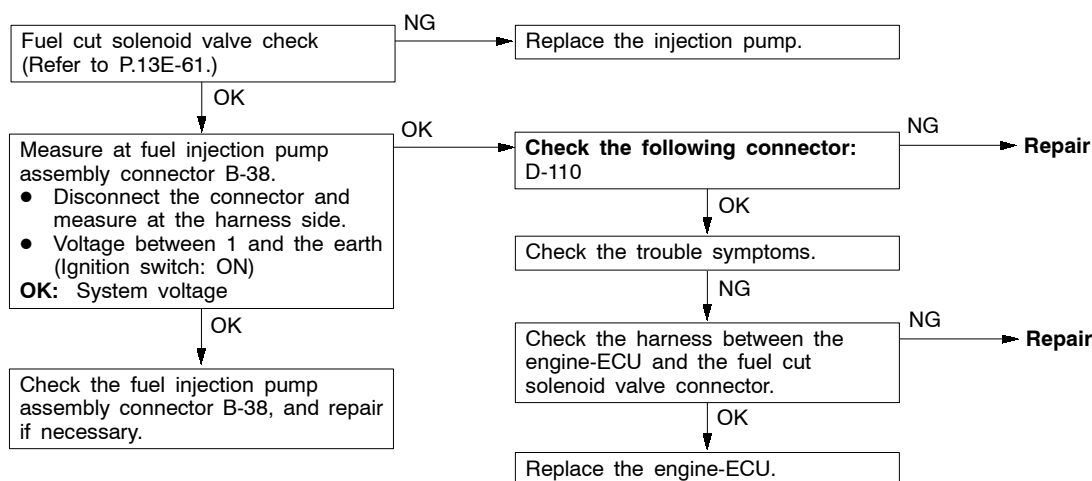 Fuel cut solenoid valve check
(Refer to P.13E-61.)
NG
Replace the injection pump.
OK
Measure at fuel injection pump
assembly connector B-38.
● Disconnect the connector and
measure at the harness side.
● Voltage between 1 and the earth
(Ignition switch: ON)
OK: System voltage
OK
Check the following connector:
D-110
NG
Repair
OK
Check the trouble symptoms.
NG
Check the harness between the
engine-ECU and the fuel cut
solenoid valve connector.
NG
Repair
OK
Replace the engine-ECU.
OK
Check the fuel injection pump
assembly connector B-38, and repair
if necessary.